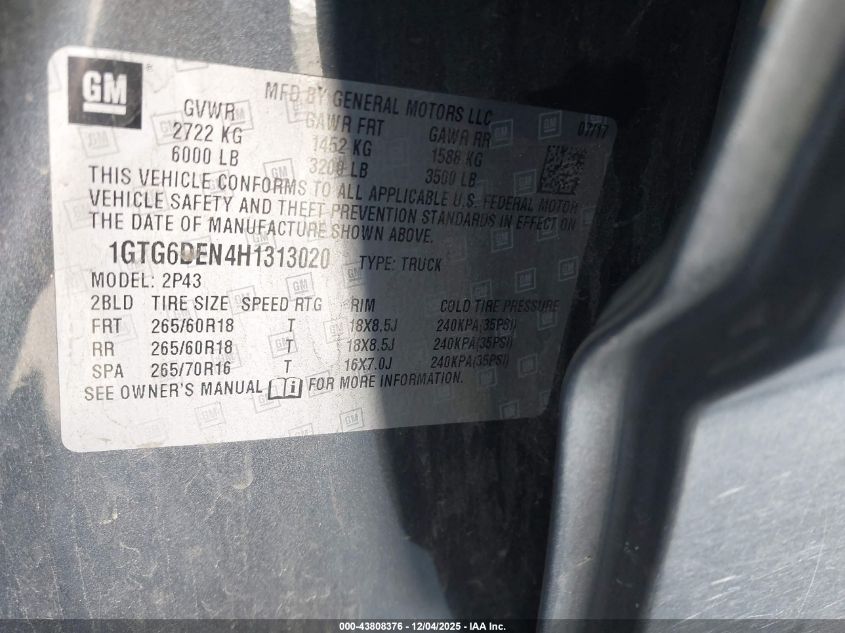 GM
MFD BY GENERAL MOTORS LLC
07/17
GVWR GAWR FRT GAWR RR
2722 KG 1452 KG 1588 KG
6000 LB 3200 LB 3500 LB
THIS VEHICLE CONFORMS TO ALL APPLICABLE U.S. FEDERAL MOTOR
VEHICLE SAFETY AND THEFT PREVENTION STANDARDS IN EFFECT ON
THE DATE OF MANUFACTURE SHOWN ABOVE.
1GTG6DEN4H1313020 TYPE: TRUCK
MODEL: 2P43
2BLD TIRE SIZE SPEED RTG RIM COLD TIRE PRESSURE
FRT 265/60R18 T 18X8.5J 240KPA(35PSI)
RR 265/60R18 T 18X8.5J 240KPA(35PSI)
SPA 265/70R16 T 16X7.0J 240KPA(35PSI)
SEE OWNER'S MANUAL FOR MORE INFORMATION.
000-43808376 - 12/04/2025 - IAA Inc.